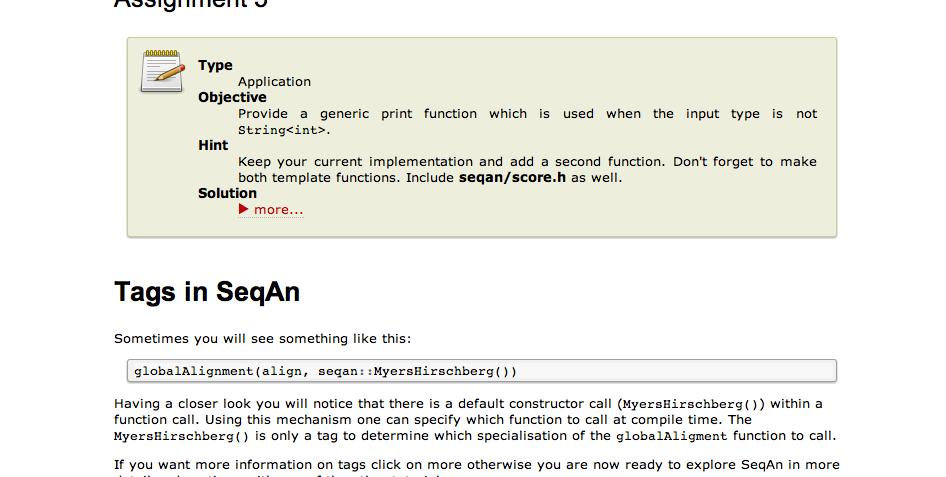 Assignment 5
Type
Application
Objective
Provide a generic print function which is used when the input type is not
String<int>.
Hint
Keep your current implementation and add a second function. Don't forget to make
both template functions. Include seqan/score.h as well.
Solution
more...
Tags in SeqAn
Sometimes you will see something like this:
globalAlignment(align, seqan::MyersHirschberg())
Having a closer look you will notice that there is a default constructor call (MyersHirschberg()) within a
function call. Using this mechanism one can specify which function to call at compile time. The
MyersHirschberg() is only a tag to determine which specialisation of the globalAligment function to call.
If you want more information on tags click on more otherwise you are now ready to explore SeqAn in more